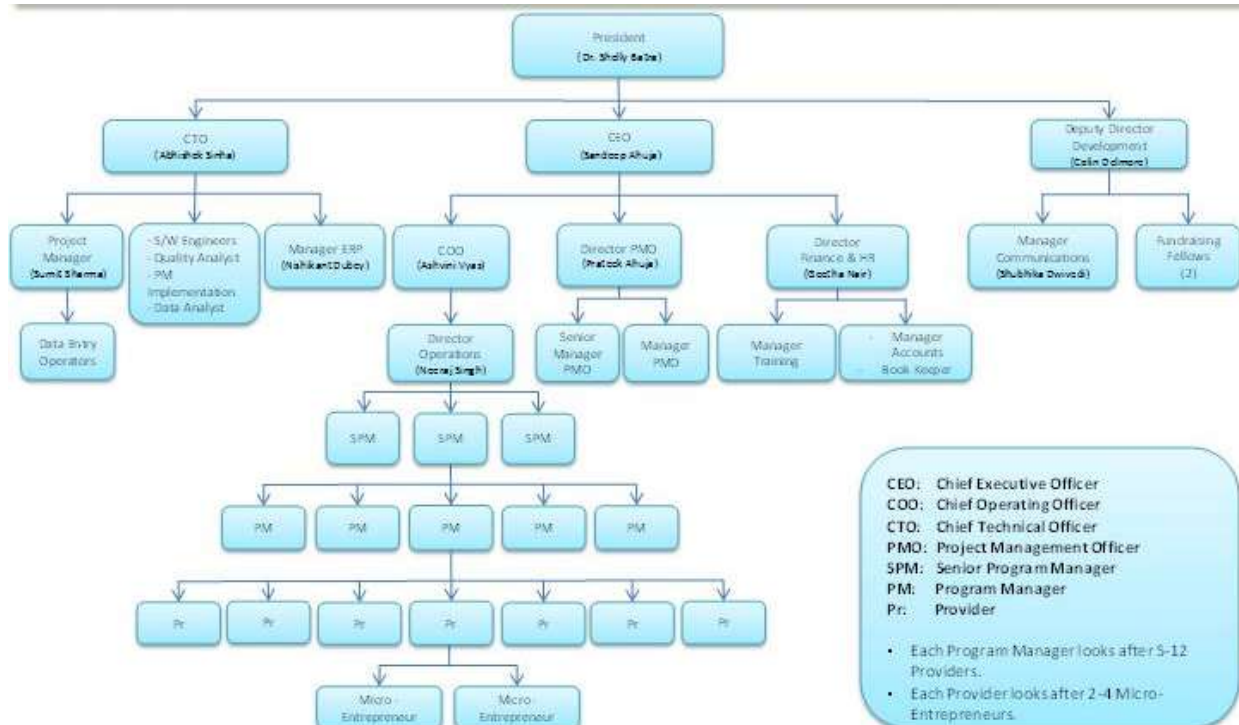 President
(Dr. Shelly Batra)
CTO
(Abhishek Sinha)
CEO
(Sandeep Ahuja)
Deputy Director
Development
(Colin Delmore)
Project
Manager
(Sumit Sharma)
- S/W Engineers
- Quality Analyst
- PM
Implementation
- Data Analyst
Manager ERP
(Nishikant Dubey)
COO
(Ashvini Vyas)
Director PMO
(Prateek Ahuja)
Director
Finance & HR
(Geetha Nair)
Manager
Communications
(Shubhika Dwivedi)
Fundraising
Fellows
(2)
Data Entry
Operators
Director
Operations
(Neeraj Singh)
Senior
Manager
PMO
Manager
PMO
Manager
Training
- Manager
Accounts
- Book Keeper
SPM
SPM
SPM
PM
PM
PM
PM
PM
Pr
Pr
Pr
Pr
Pr
Pr
Pr
Micro-
Entrepreneur
Micro-
Entrepreneur
CEO: Chief Executive Officer
COO: Chief Operating Officer
CTO: Chief Technical Officer
PMO: Project Management Officer
SPM: Senior Program Manager
PM: Program Manager
Pr: Provider
• Each Program Manager looks after 5-12
Providers.
• Each Provider looks after 2-4 Micro-
Entrepreneurs.